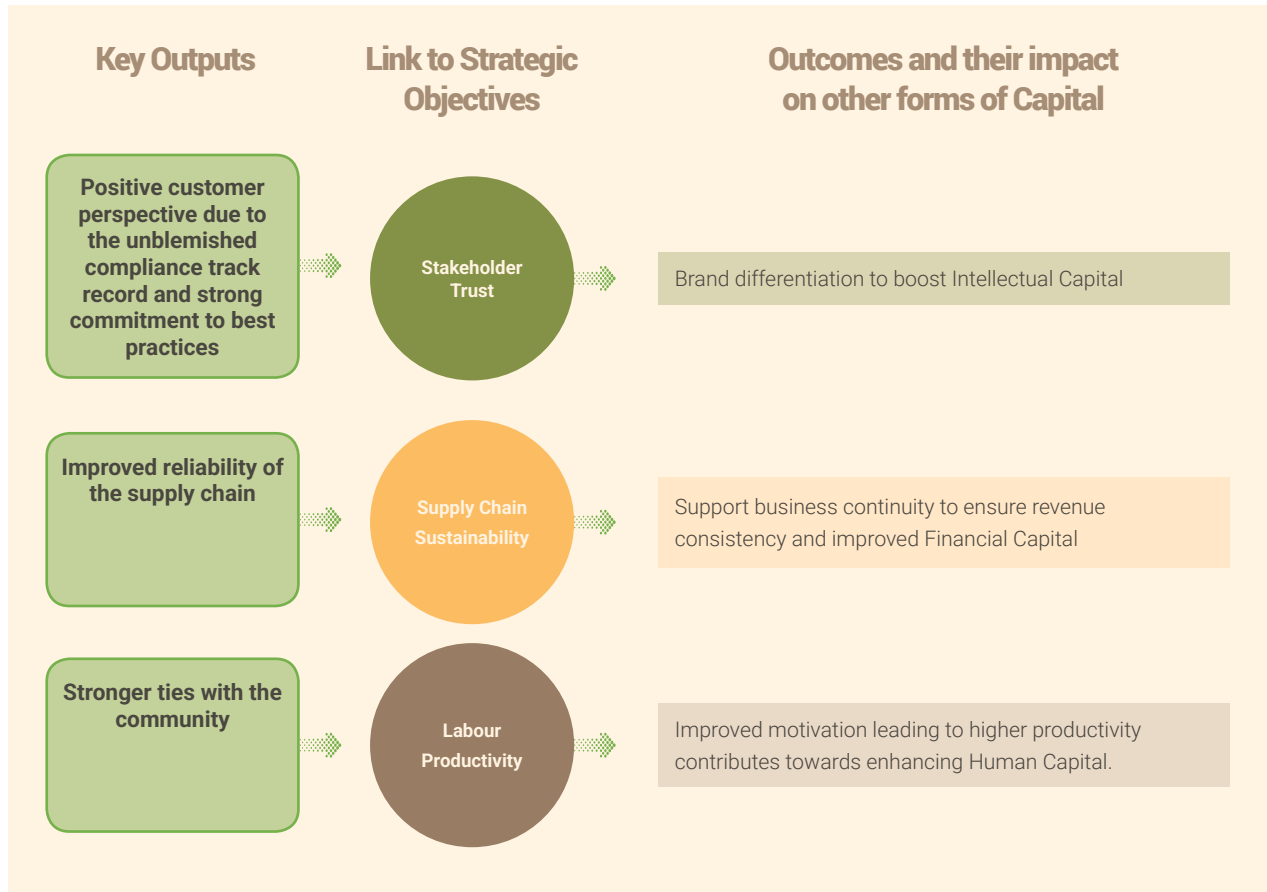 Key Outputs
Link to Strategic
Objectives
Outcomes and their impact
on other forms of Capital
Positive customer
perspective due to
the unblemished
compliance track
record and strong
commitment to best
practices
Stakeholder
Trust
Brand differentiation to boost Intellectual Capital
Improved reliability of
the supply chain
Supply Chain
Sustainability
Support business continuity to ensure revenue
consistency and improved Financial Capital
Stronger ties with the
community
Labour
Productivity
Improved motivation leading to higher productivity
contributes towards enhancing Human Capital.